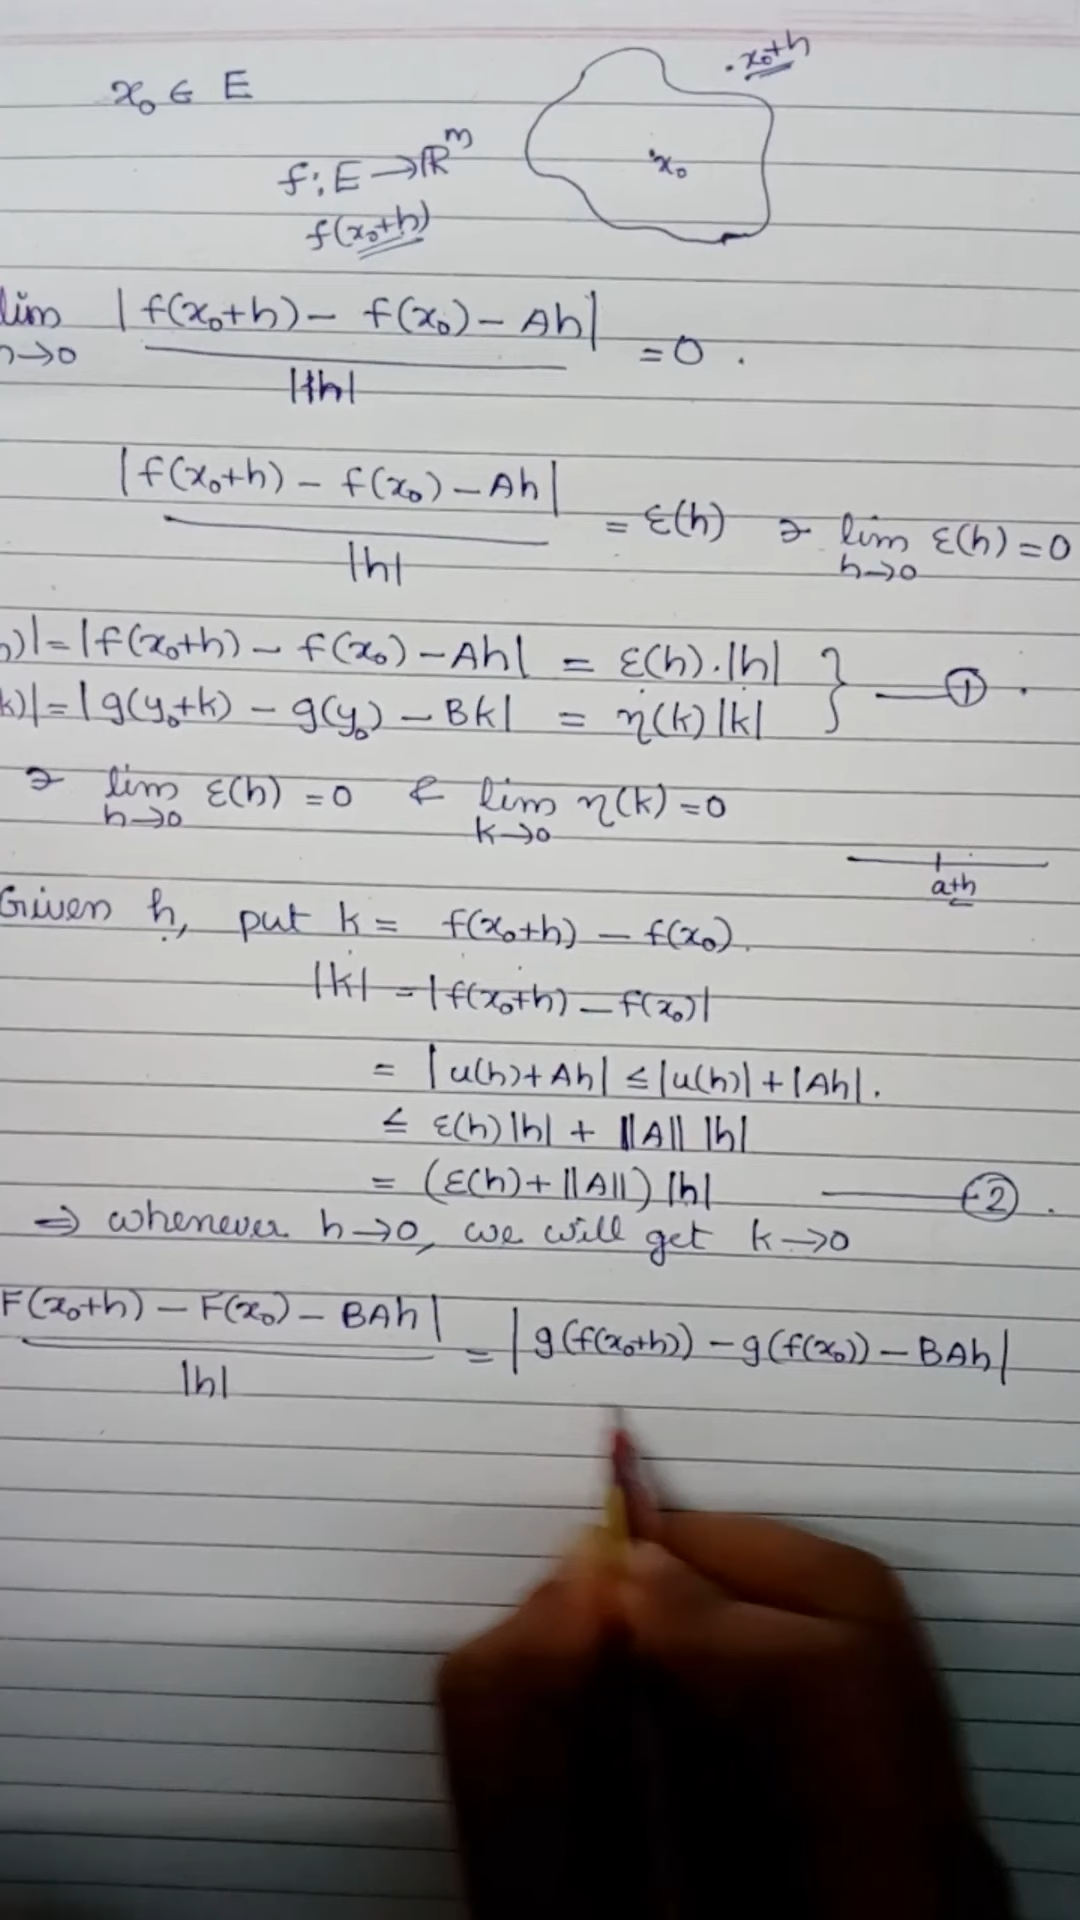 x₀ ∈ E
.x₀+h
.x₀
f: E → ℝᵐ
f(x₀+h)
lim h→0 |f(x₀+h) − f(x₀) − Ah| / |h| = 0 .
|f(x₀+h) − f(x₀) − Ah| / |h| = ε(h) ∋ lim h→0 ε(h) = 0
)| = |f(x₀+h) − f(x₀) − Ah| = ε(h).|h|
k)| = |g(y₀+k) − g(y₀) − Bk| = η(k)|k| } — ① .
∋ lim h→0 ε(h) = 0 & lim k→0 η(k) = 0
a+h
Given h, put k = f(x₀+h) − f(x₀).
|k| = |f(x₀+h) − f(x₀)|
= |u(h)+Ah| ≤ |u(h)| + |Ah|.
≤ ε(h)|h| + ||A|| |h|
= (ε(h) + ||A||) |h| — ② .
⇒ whenever h→0, we will get k→0
F(x₀+h) − F(x₀) − BAh| / |h| = |g(f(x₀+h)) − g(f(x₀)) − BAh|